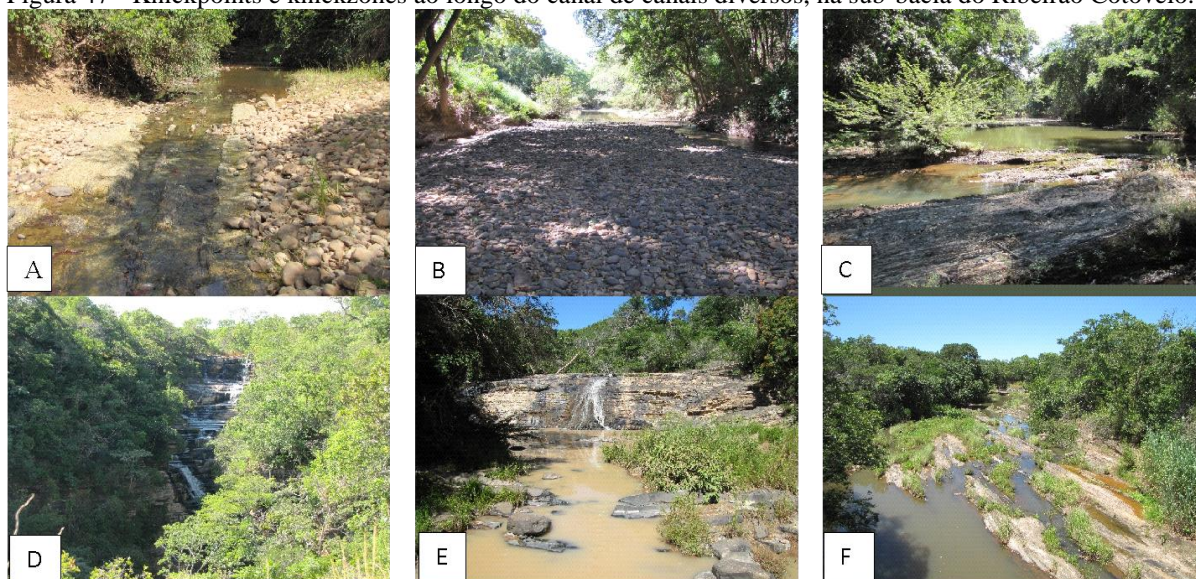 Figura 47 - Knickpoints e knickzones ao longo do canal de canais diversos, na sub-bacia do Ribeirão Cotovelo.
A
B
C
D
E
F